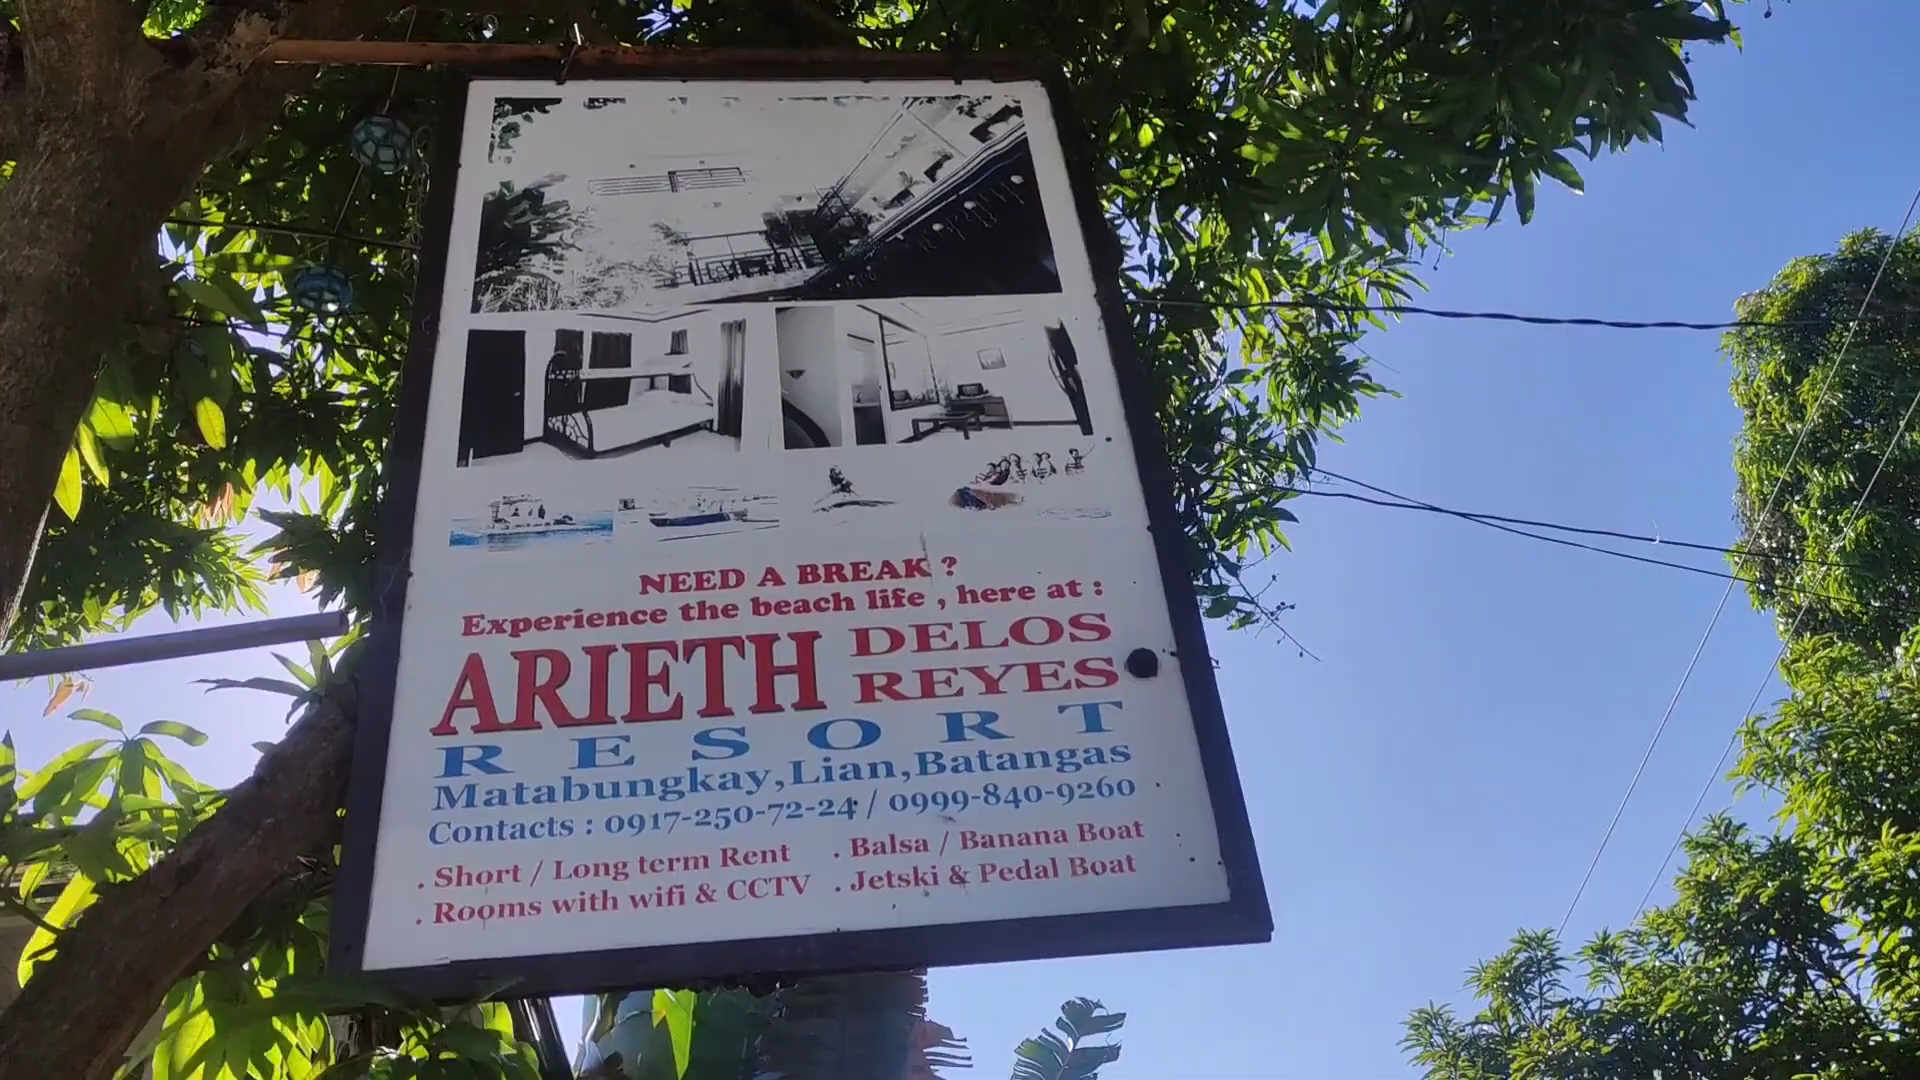 NEED A BREAK ?
Experience the beach life , here at :
ARIETH DELOS REYES
RESORT
Matabungkay,Lian,Batangas
Contacts : 0917-250-72-24 / 0999-840-9260
. Short / Long term Rent
. Rooms with wifi & CCTV
. Balsa / Banana Boat
. Jetski & Pedal Boat